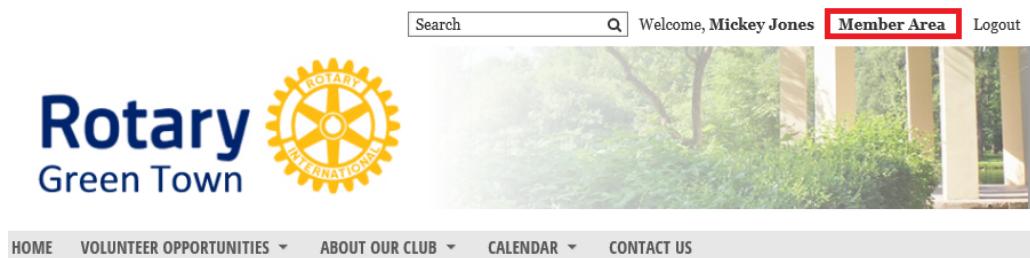 Search Welcome, Mickey Jones Member Area Logout
ROTARY
INTERNATIONAL
Rotary
Green Town
HOME VOLUNTEER OPPORTUNITIES ABOUT OUR CLUB CALENDAR CONTACT US